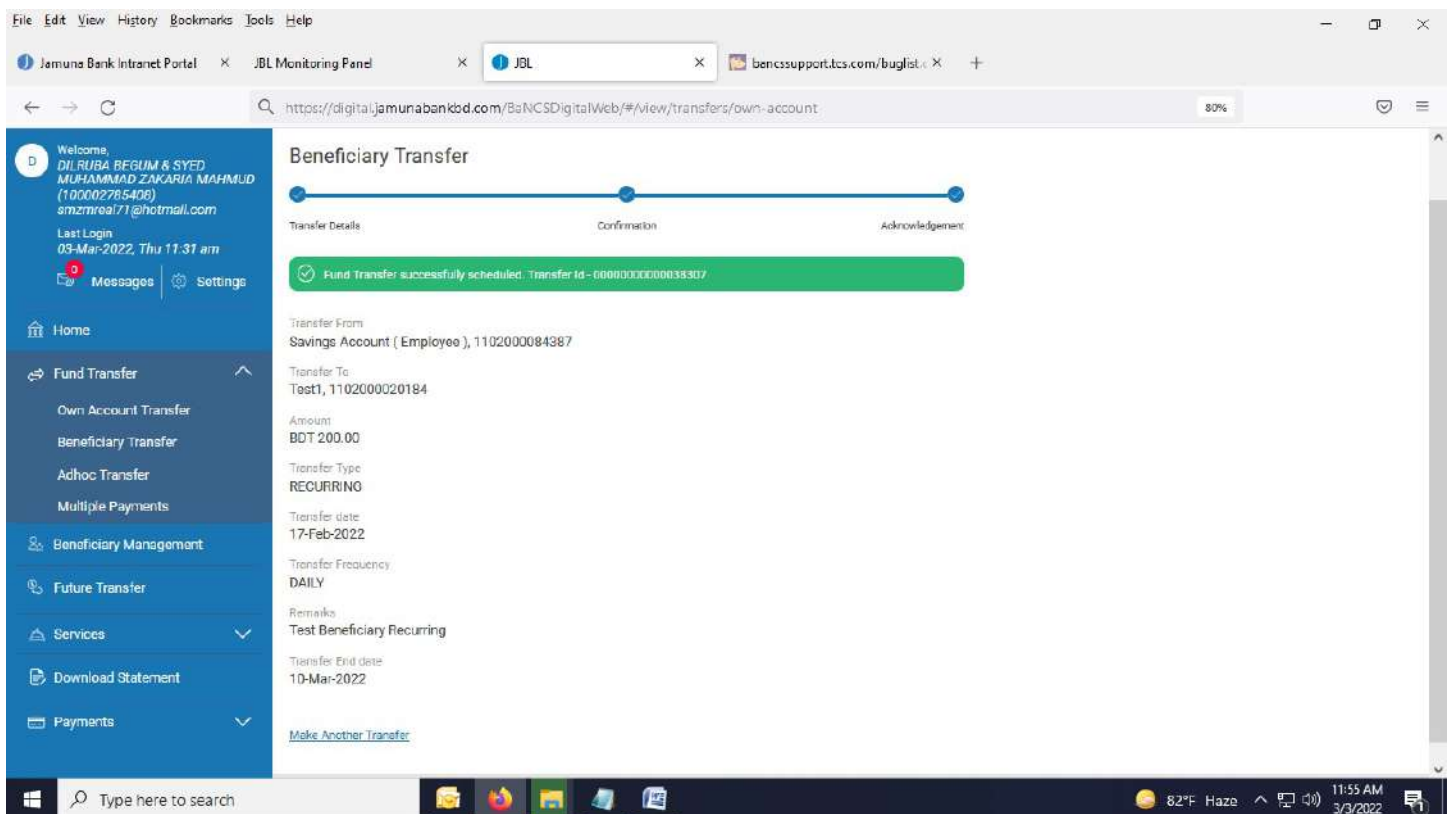 File Edit View History Bookmarks Tools Help
Jamuna Bank Intranet Portal
JBL Monitoring Panel
JBL
bancssupport.tcs.com/buglist.c
https://digital.jamunabankbd.com/BaNCSDigitalWeb/#/view/transfers/own-account
80%
D
Welcome,
DILRUBA BEGUM & SYED
MUHAMMAD ZAKARIA MAHMUD
(100002785408)
smzmreal71@hotmail.com
Last Login
03-Mar-2022, Thu 11:31 am
0
Messages Settings
Home
Fund Transfer
Own Account Transfer
Beneficiary Transfer
Adhoc Transfer
Multiple Payments
Beneficiary Management
Future Transfer
Services
Download Statement
Payments
Beneficiary Transfer
Transfer Details Confirmation Acknowledgement
Fund Transfer successfully scheduled. Transfer Id - 00000000000038307
Transfer From
Savings Account ( Employee ), 1102000084387
Transfer To
Test1, 1102000020184
Amount
BDT 200.00
Transfer Type
RECURRING
Transfer date
17-Feb-2022
Transfer Frequency
DAILY
Remarks
Test Beneficiary Recurring
Transfer End date
10-Mar-2022
Make Another Transfer
Type here to search
82°F Haze
11:55 AM
3/3/2022
1